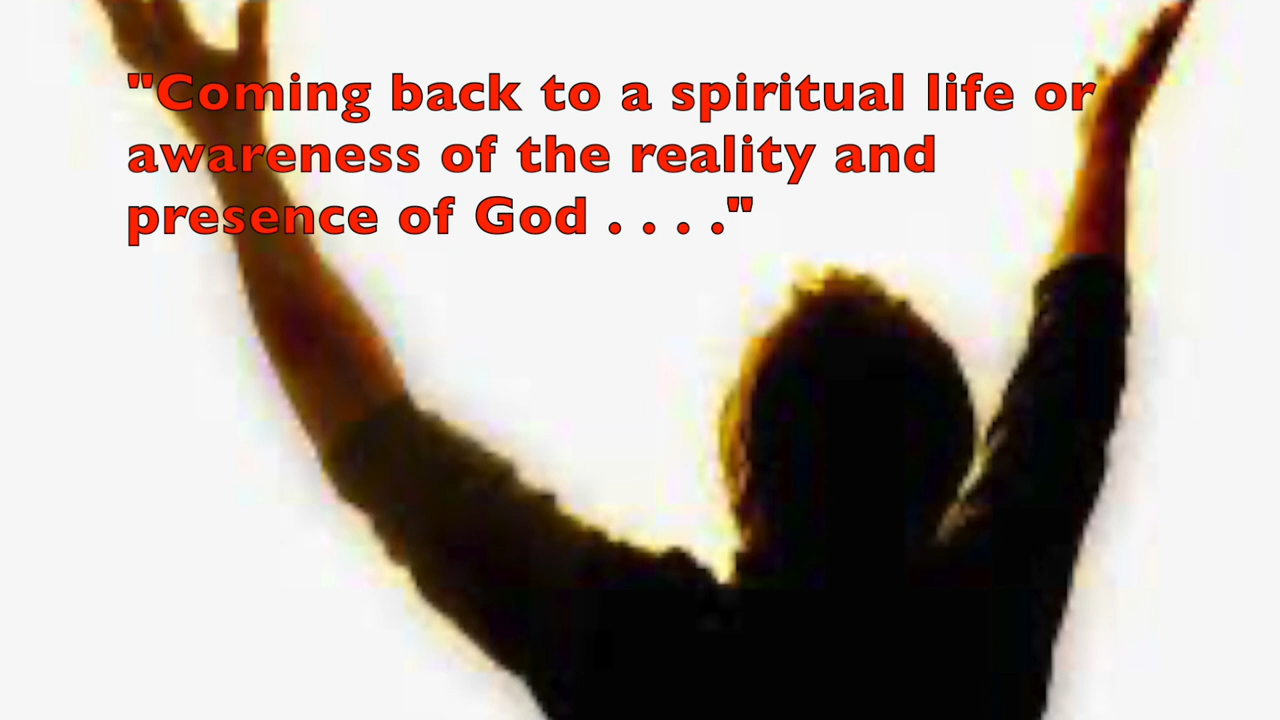 "Coming back to a spiritual life or
awareness of the reality and
presence of God . . . ."